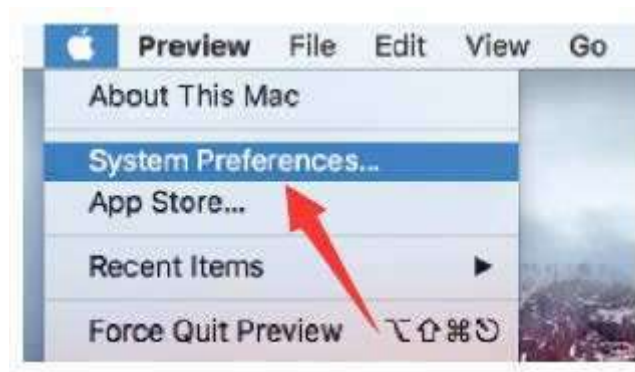 Preview File Edit View Go
About This Mac
System Preferences...
App Store...
Recent Items ▶
Force Quit Preview ⌥⇧⌘⎋